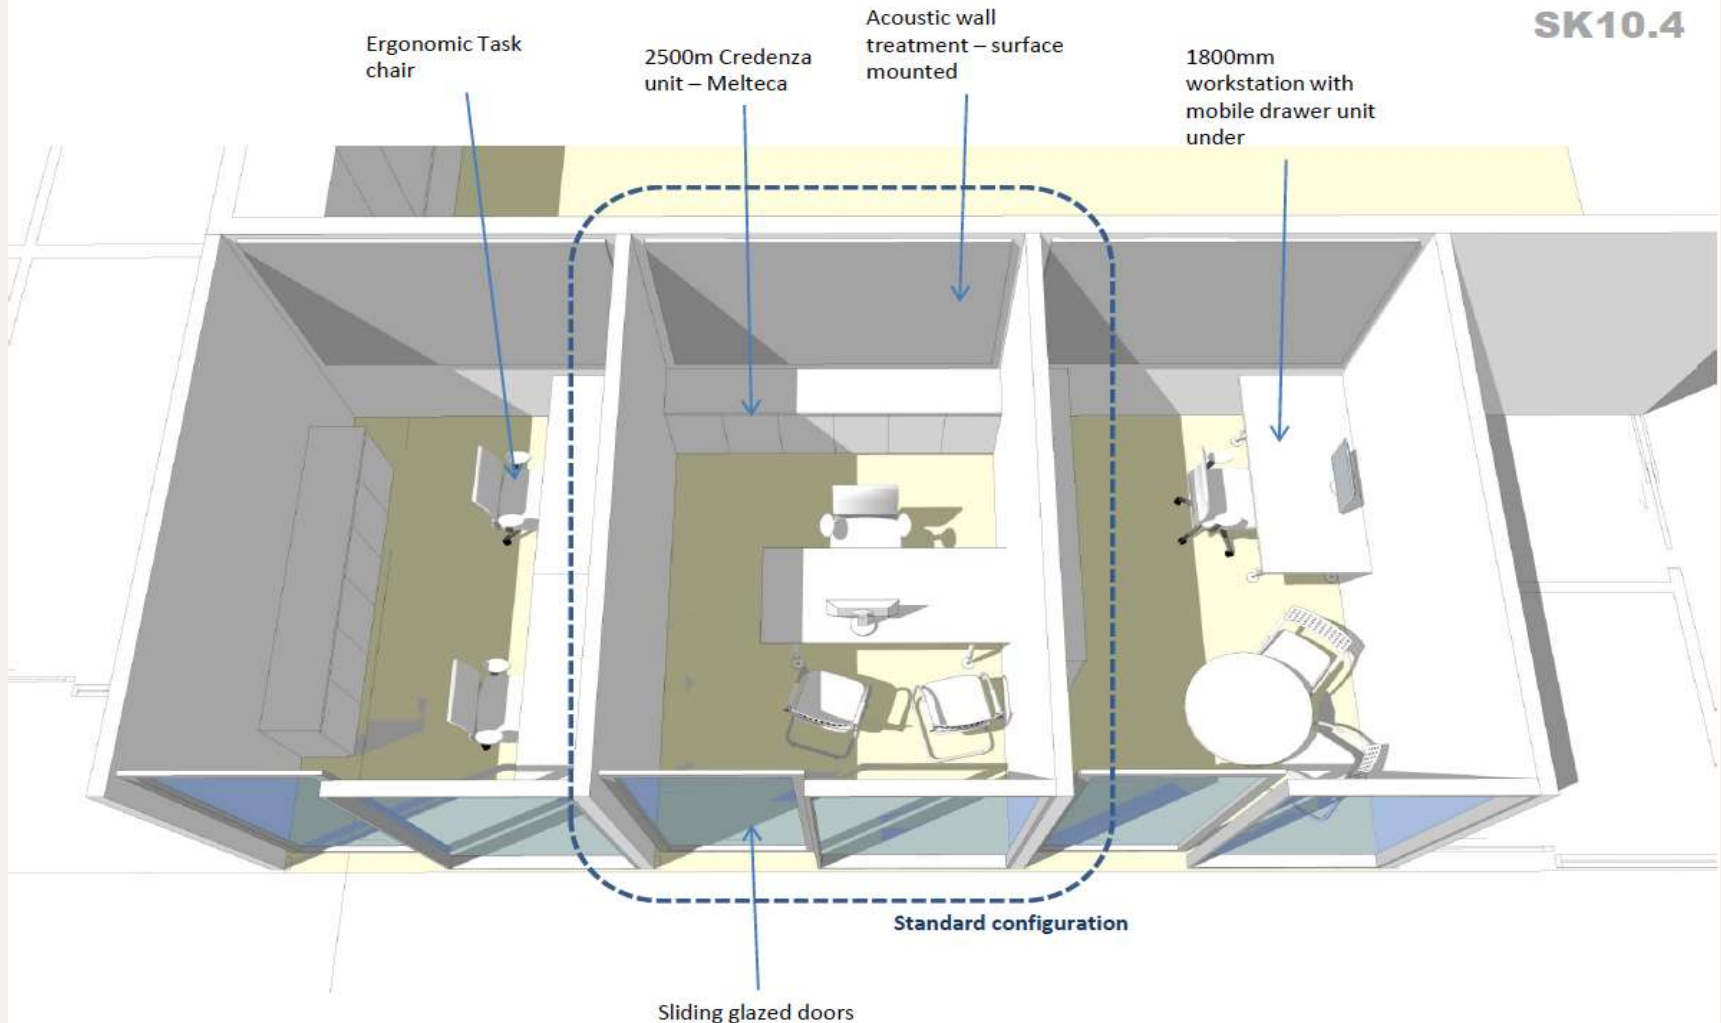 SK10.4
Ergonomic Task
chair
2500m Credenza
unit – Melteca
Acoustic wall
treatment – surface
mounted
1800mm
workstation with
mobile drawer unit
under
Standard configuration
Sliding glazed doors